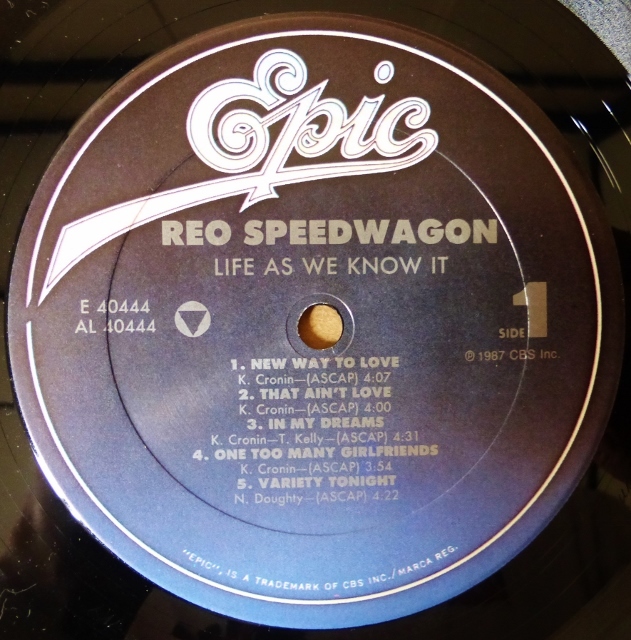 Epic
REO SPEEDWAGON
LIFE AS WE KNOW IT
E 40444
AL 40444
SIDE 1
℗ 1987 CBS Inc.
1. NEW WAY TO LOVE
K. Cronin—(ASCAP) 4:07
2. THAT AIN'T LOVE
K. Cronin—(ASCAP) 4:00
3. IN MY DREAMS
K. Cronin—T. Kelly—(ASCAP) 4:31
4. ONE TOO MANY GIRLFRIENDS
K. Cronin—(ASCAP) 3:54
5. VARIETY TONIGHT
N. Doughty—(ASCAP) 4:22
"EPIC", IS A TRADEMARK OF CBS INC./MARCA REG.